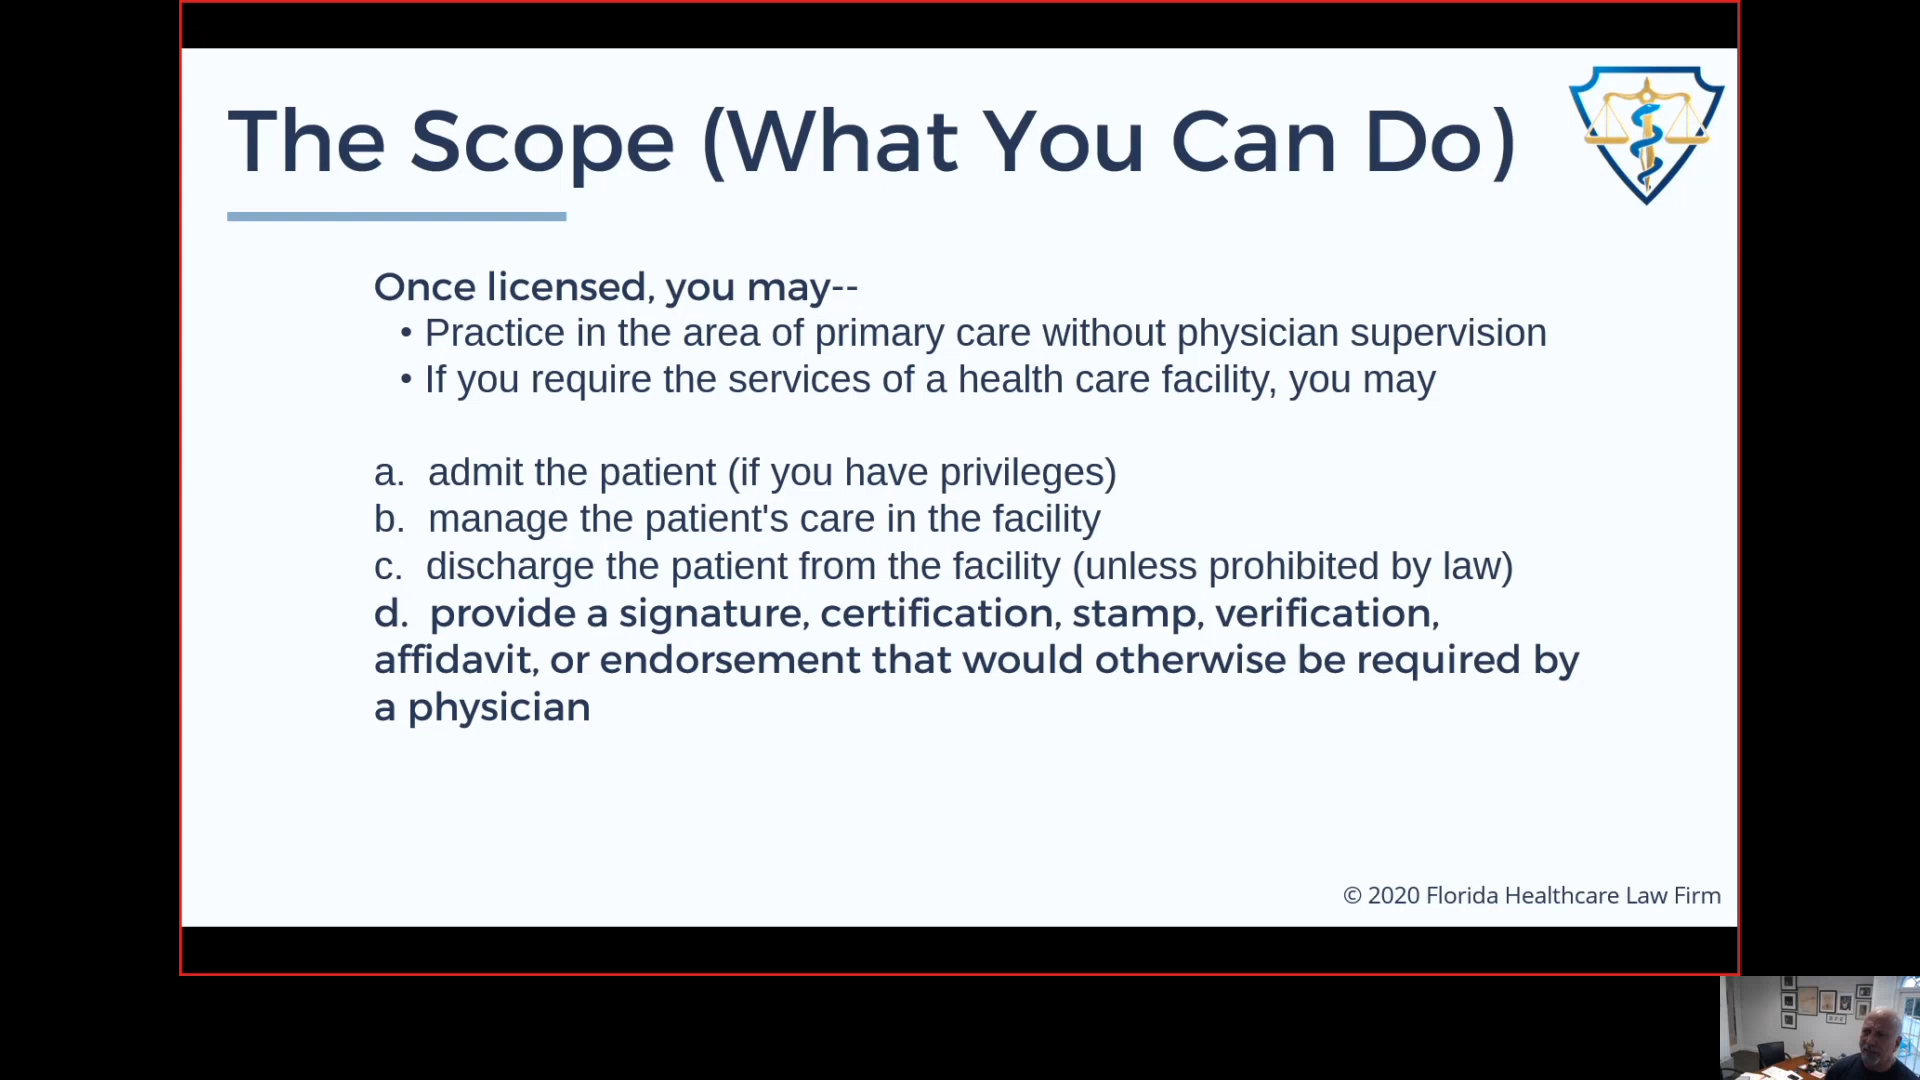 The Scope (What You Can Do)
Once licensed, you may--
• Practice in the area of primary care without physician supervision
• If you require the services of a health care facility, you may
a. admit the patient (if you have privileges)
b. manage the patient's care in the facility
c. discharge the patient from the facility (unless prohibited by law)
d. provide a signature, certification, stamp, verification,
affidavit, or endorsement that would otherwise be required by
a physician
© 2020 Florida Healthcare Law Firm